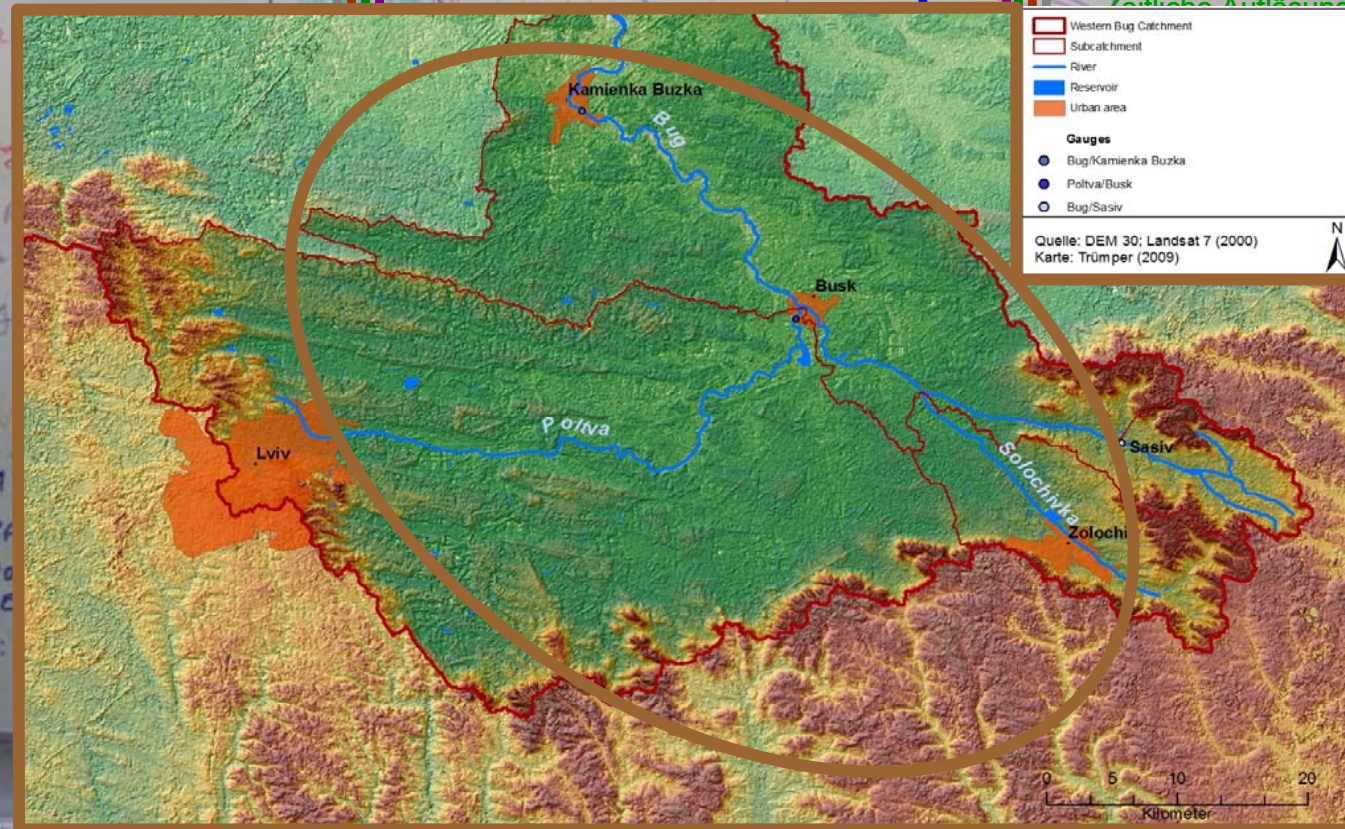 Zeitliche Auflösung
Western Bug Catchment
Subcatchment
River
Reservoir
Urban area
Gauges
Bug/Kamienka Buzka
Poltva/Busk
Bug/Sasiv
Quelle: DEM 30; Landsat 7 (2000)
Karte: Trümper (2009)
N
Kamienka Buzka
Bug
Busk
Poltva
Lviv
Sasiv
Solochivka
Zolochi
0 5 10 20
Kilometer